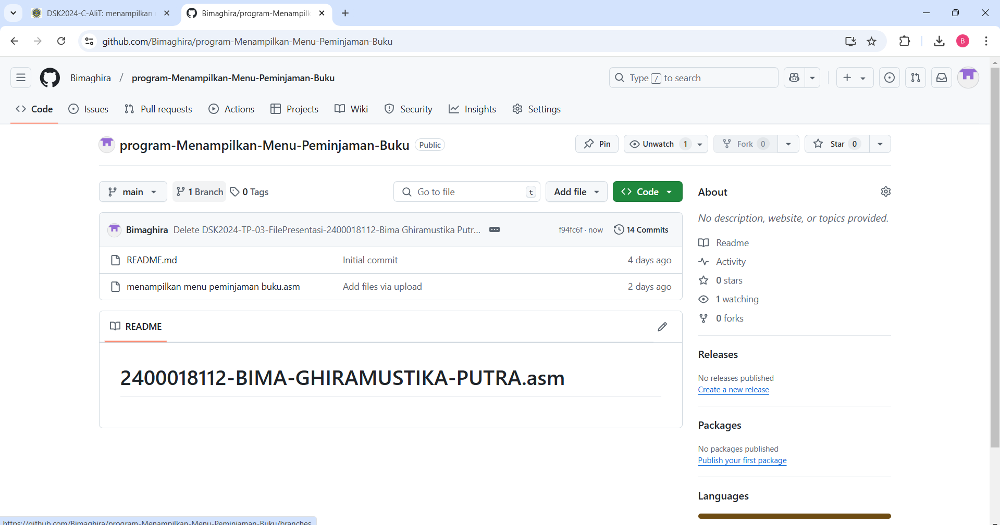 DSK2024-C-AliT: menampilkan
Bimaghira/program-Menampilk
github.com/Bimaghira/program-Menampilkan-Menu-Peminjaman-Buku
B
Bimaghira / program-Menampilkan-Menu-Peminjaman-Buku
Type / to search
Code Issues Pull requests Actions Projects Wiki Security Insights Settings
program-Menampilkan-Menu-Peminjaman-Buku Public
Pin Unwatch 1 Fork 0 Star 0
main 1 Branch 0 Tags Go to file t Add file Code
About
No description, website, or topics provided.
Bimaghira Delete DSK2024-TP-03-FilePresentasi-2400018112-Bima Ghiramustika Putr... f94fc6f · now 14 Commits
README.md Initial commit 4 days ago
menampilkan menu peminjaman buku.asm Add files via upload 2 days ago
Readme
Activity
0 stars
1 watching
0 forks
README
2400018112-BIMA-GHIRAMUSTIKA-PUTRA.asm
Releases
No releases published
Create a new release
Packages
No packages published
Publish your first package
Languages
https://github.com/Bimaghira/program-Menampilkan-Menu-Peminjaman-Buku/branches